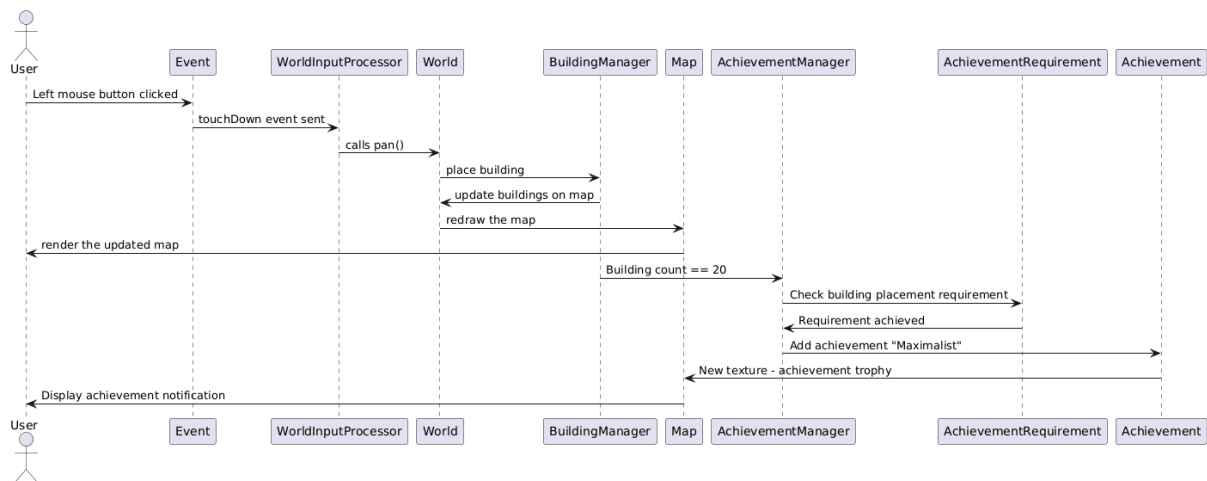 User
Event
WorldInputProcessor
World
BuildingManager
Map
AchievementManager
AchievementRequirement
Achievement
Left mouse button clicked
touchDown event sent
calls pan()
place building
update buildings on map
redraw the map
render the updated map
Building count == 20
Check building placement requirement
Requirement achieved
Add achievement "Maximalist"
New texture - achievement trophy
Display achievement notification
User
Event
WorldInputProcessor
World
BuildingManager
Map
AchievementManager
AchievementRequirement
Achievement